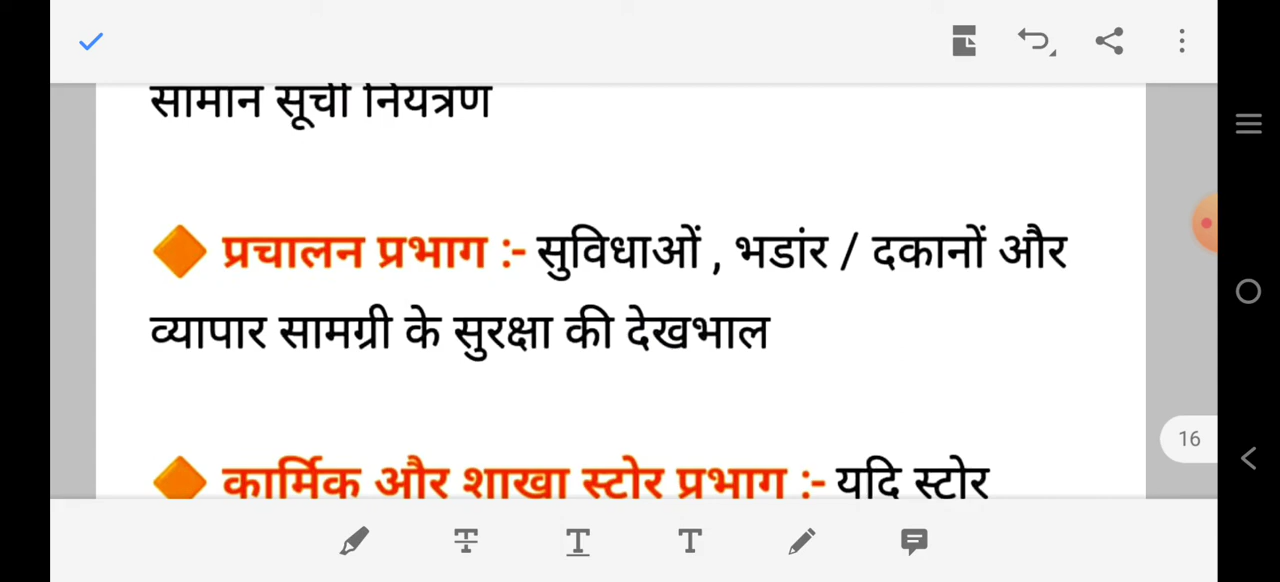 सामान सूची नियंत्रण
🔶 प्रचालन प्रभाग :- सुविधाओं , भडांर / दकानों और
व्यापार सामग्री के सुरक्षा की देखभाल
🔶 कार्मिक और शाखा स्टोर प्रभाग :- यदि स्टोर
16